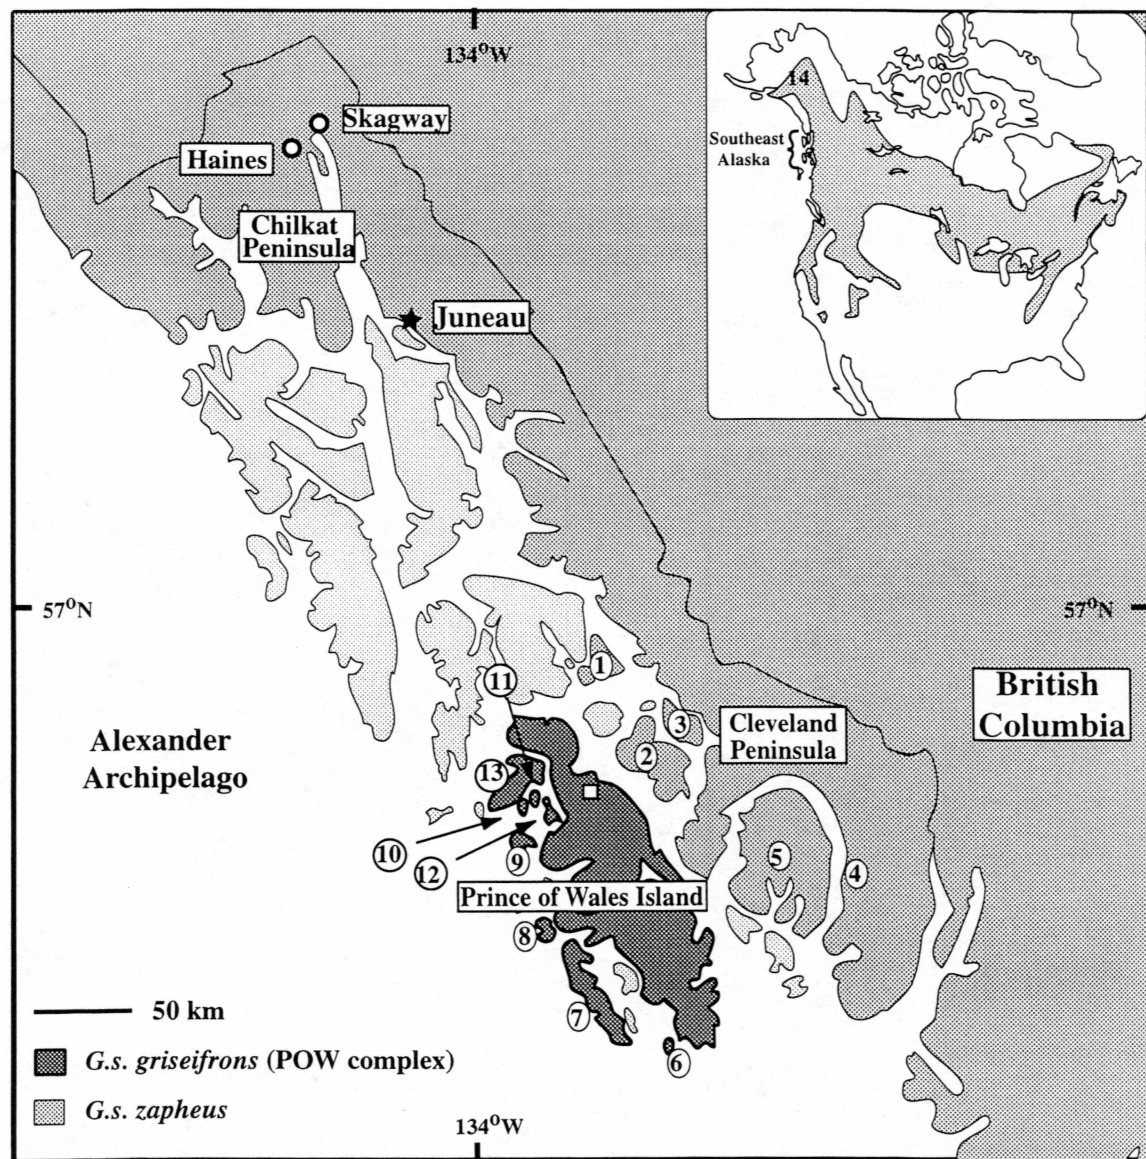 134°W
14
Southeast
Alaska
Skagway
Haines
Chilkat
Peninsula
Juneau
57°N
57°N
1
11
British
Columbia
3
Cleveland
Peninsula
2
Alexander
Archipelago
13
10
12
9
5
4
Prince of Wales Island
8
7
6
50 km
G.s. griseifrons (POW complex)
G.s. zapheus
134°W